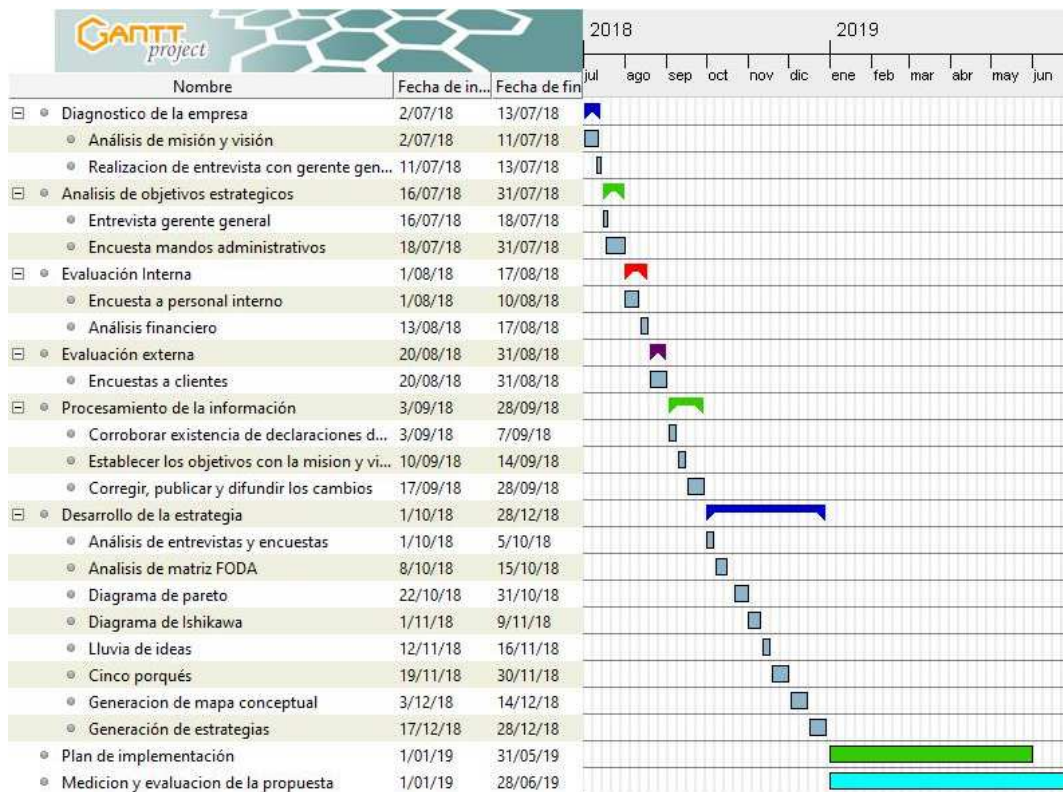 GANTT
project
2018 2019
jul ago sep oct nov dic ene feb mar abr may jun
Nombre Fecha de in... Fecha de fin
Diagnostico de la empresa 2/07/18 13/07/18
Análisis de misión y visión 2/07/18 11/07/18
Realizacion de entrevista con gerente gen... 11/07/18 13/07/18
Analisis de objetivos estrategicos 16/07/18 31/07/18
Entrevista gerente general 16/07/18 18/07/18
Encuesta mandos administrativos 18/07/18 31/07/18
Evaluación Interna 1/08/18 17/08/18
Encuesta a personal interno 1/08/18 10/08/18
Análisis financiero 13/08/18 17/08/18
Evaluación externa 20/08/18 31/08/18
Encuestas a clientes 20/08/18 31/08/18
Procesamiento de la información 3/09/18 28/09/18
Corroborar existencia de declaraciones d... 3/09/18 7/09/18
Establecer los objetivos con la mision y vi... 10/09/18 14/09/18
Corregir, publicar y difundir los cambios 17/09/18 28/09/18
Desarrollo de la estrategia 1/10/18 28/12/18
Análisis de entrevistas y encuestas 1/10/18 5/10/18
Analisis de matriz FODA 8/10/18 15/10/18
Diagrama de pareto 22/10/18 31/10/18
Diagrama de Ishikawa 1/11/18 9/11/18
Lluvia de ideas 12/11/18 16/11/18
Cinco porqués 19/11/18 30/11/18
Generacion de mapa conceptual 3/12/18 14/12/18
Generación de estrategias 17/12/18 28/12/18
Plan de implementación 1/01/19 31/05/19
Medicion y evaluacion de la propuesta 1/01/19 28/06/19